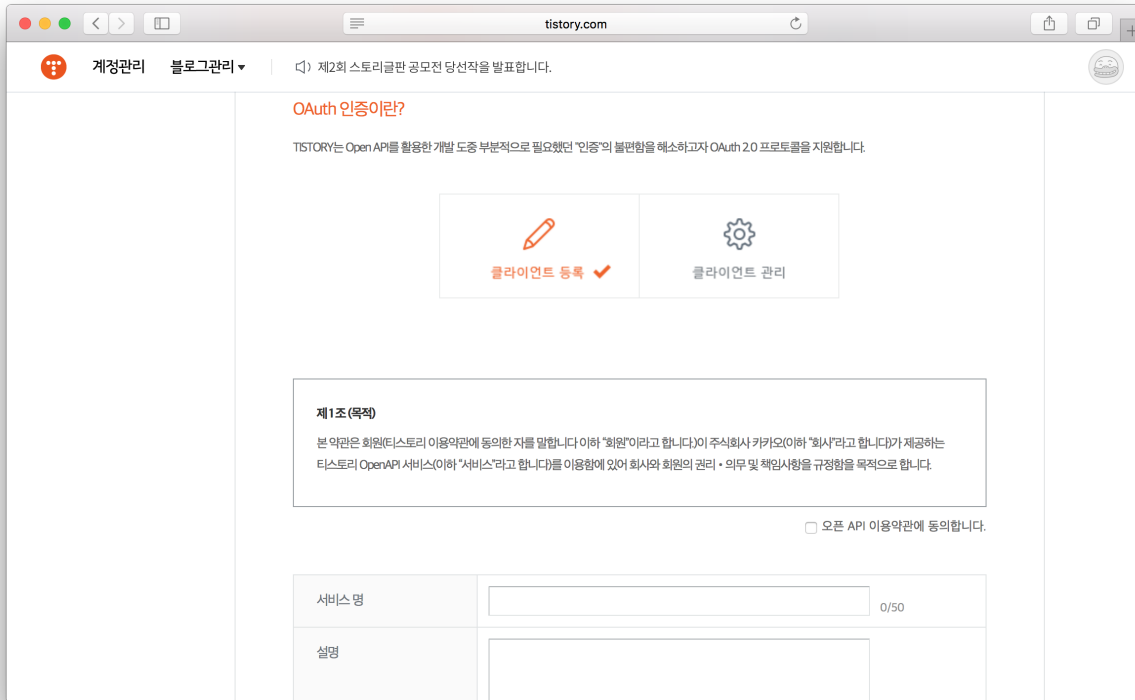 tistory.com
계정관리 블로그관리 제2회 스토리글판 공모전 당선작을 발표합니다.
OAuth 인증이란?
TISTORY는 Open API를 활용한 개발 도중 부분적으로 필요했던 "인증"의 불편함을 해소하고자 OAuth 2.0 프로토콜을 지원합니다.
클라이언트 등록 클라이언트 관리
제 1 조 (목적)
본 약관은 회원(티스토리 이용약관에 동의한 자를 말합니다 이하 "회원"이라고 합니다.)이 주식회사 카카오(이하 "회사"라고 합니다)가 제공하는
티스토리 OpenAPI 서비스(이하 "서비스"라고 합니다)를 이용함에 있어 회사와 회원의 권리 • 의무 및 책임사항을 규정함을 목적으로 합니다.
오픈 API 이용약관에 동의합니다.
서비스 명 0/50
설명